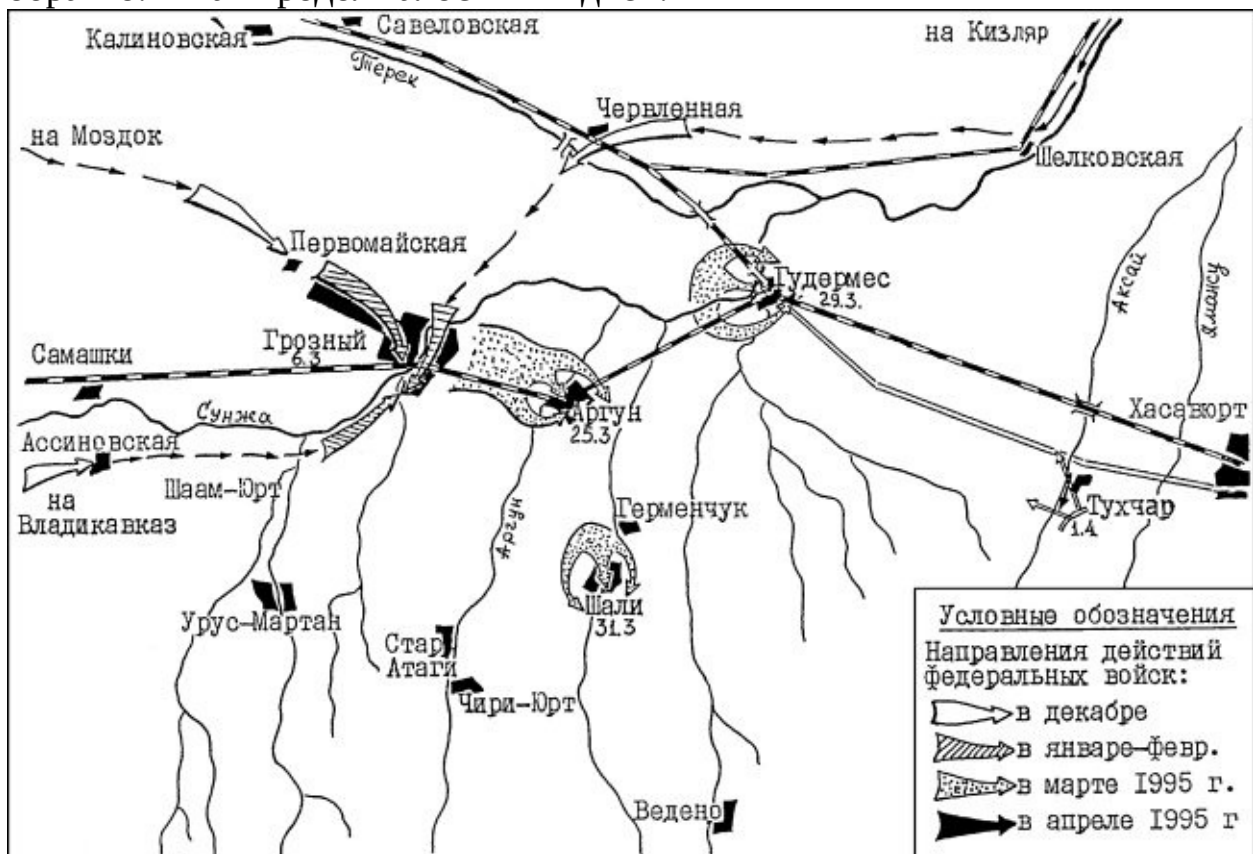 Калиновская
Савеловская
на Кизляр
Терек
Червленная
на Моздок
Шелковская
Первомайская
Гудермес
29.3.
Аксай
Ямансу
Грозный
6.3
Самашки
Сунжа
Аргун
25.3
Хасавюрт
Ассиновская
Шаам-Юрт
на
Владикавказ
Аргун
Герменчук
Тухчар
1.4
Шали
31.3
Урус-Мартан
Стар.
Атаги
Чири-Юрт
Ведено
Условные обозначения
Направления действий
федеральных войск:
в декабре
в январе-февр.
в марте 1995 г.
в апреле 1995 г